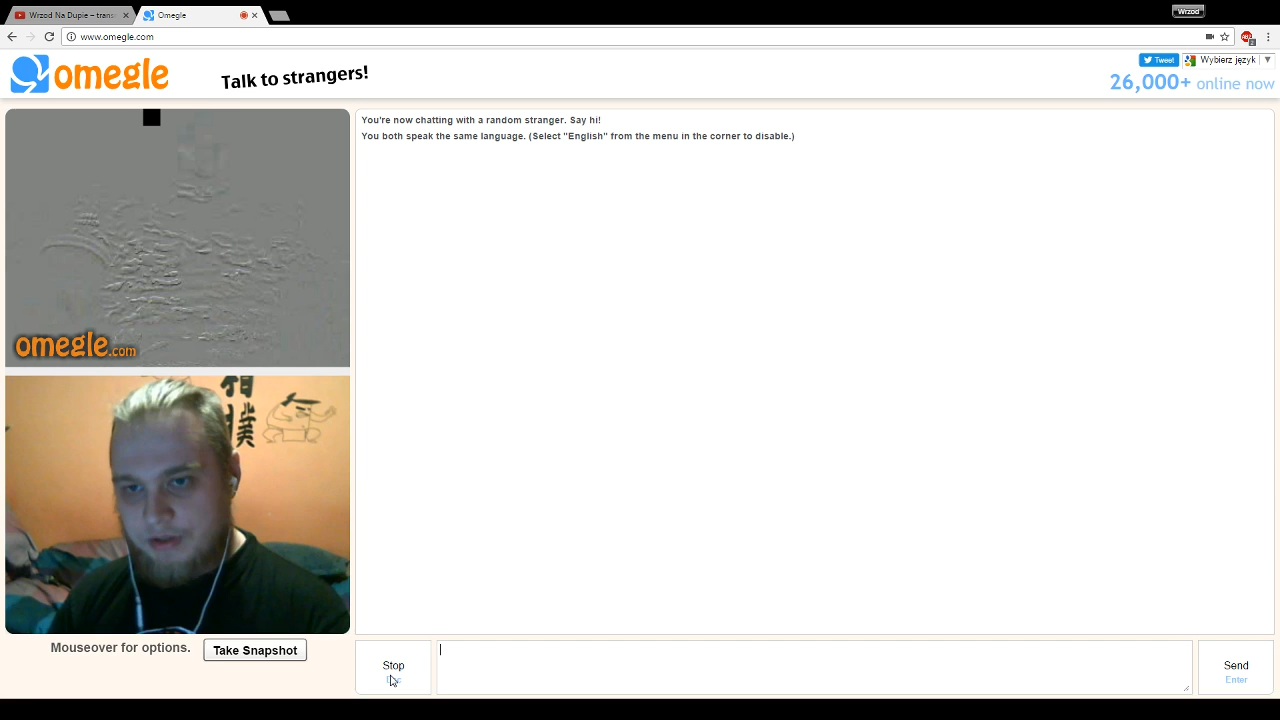 Wrzod Na Dupie – trans
Omegle
Wrzod
www.omegle.com
omegle
Talk to strangers!
Tweet
Wybierz język
26,000+ online now
You're now chatting with a random stranger. Say hi!
You both speak the same language. (Select "English" from the menu in the corner to disable.)
omegle.com
相
撲
Mouseover for options.
Take Snapshot
Stop
Send
Enter